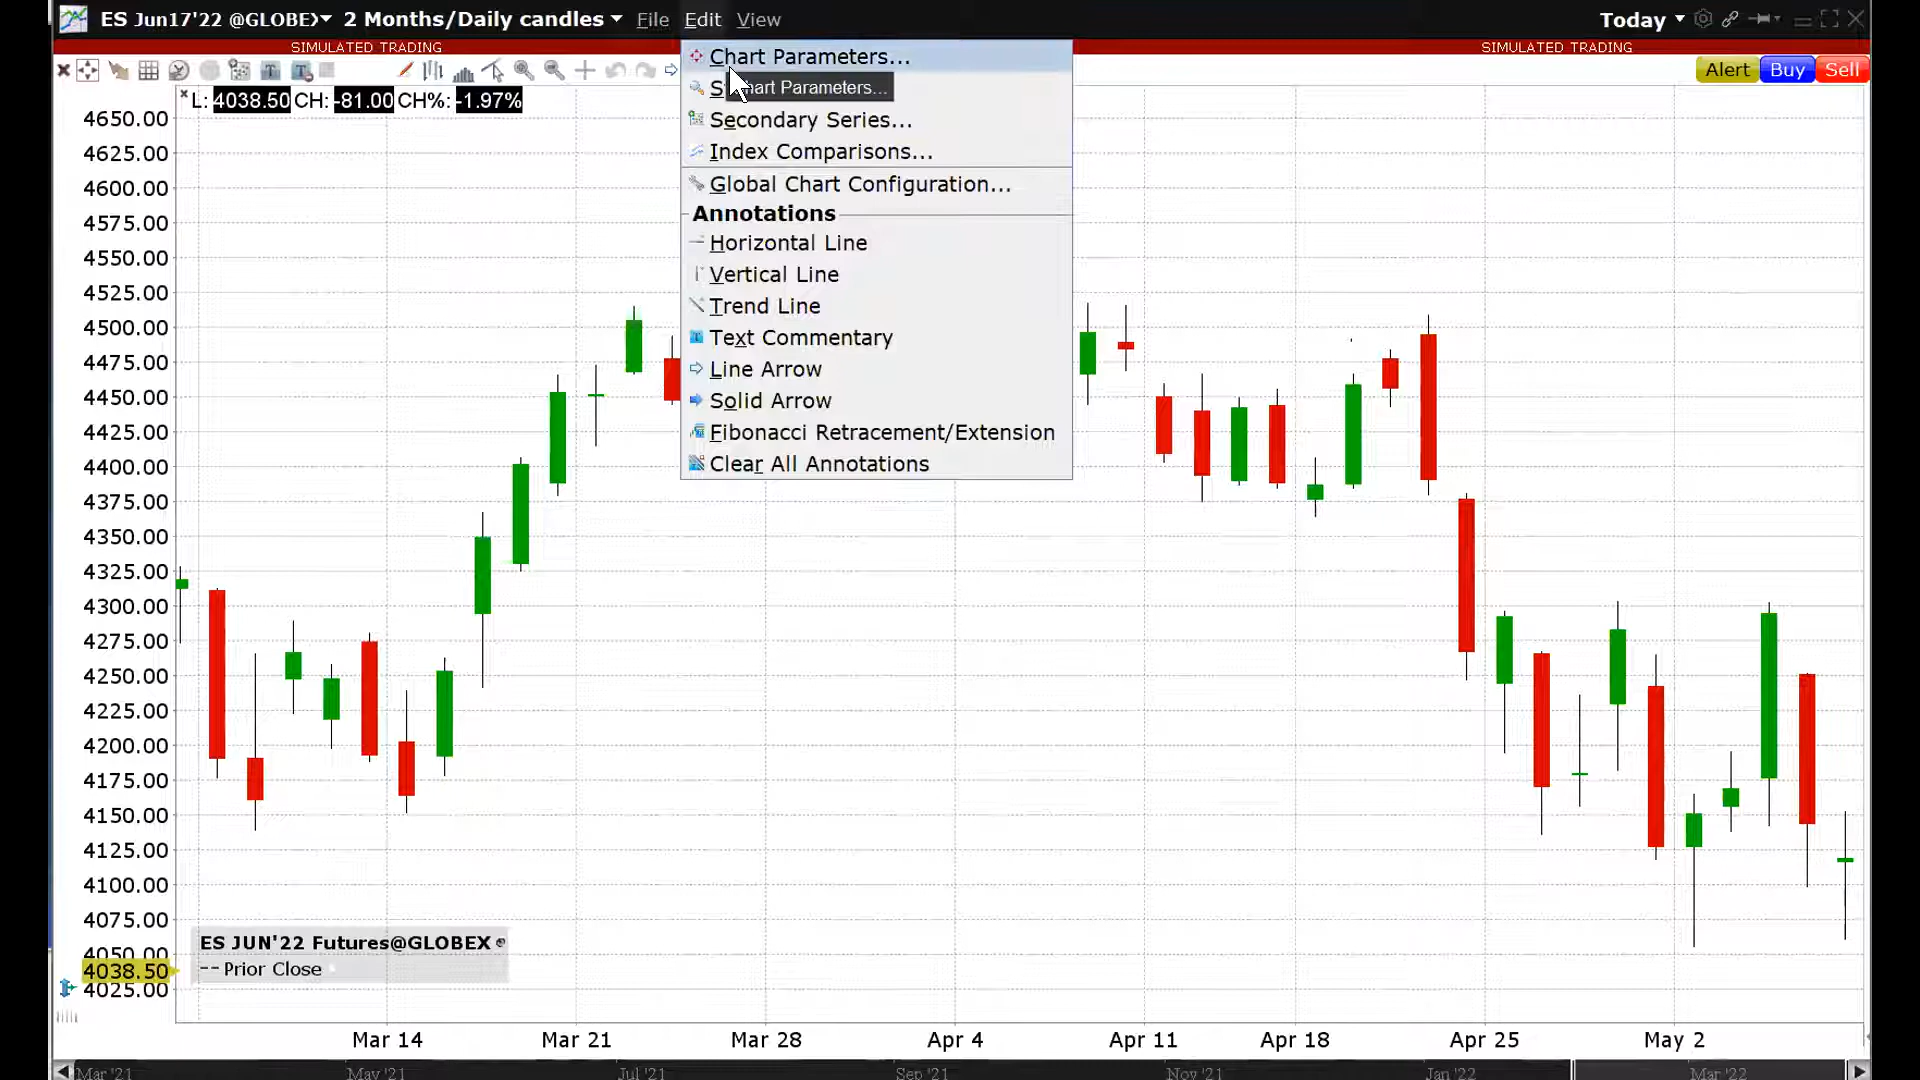 ES Jun17'22 @GLOBEX 2 Months/Daily candles File Edit View Today
SIMULATED TRADING SIMULATED TRADING
Chart Parameters...
Alert Buy Sell
Chart Parameters...
L: 4038.50 CH: -81.00 CH%: -1.97%
Secondary Series...
Index Comparisons...
Global Chart Configuration...
Annotations
Horizontal Line
Vertical Line
Trend Line
Text Commentary
Line Arrow
Solid Arrow
Fibonacci Retracement/Extension
Clear All Annotations
4650.00
4625.00
4600.00
4575.00
4550.00
4525.00
4500.00
4475.00
4450.00
4425.00
4400.00
4375.00
4350.00
4325.00
4300.00
4275.00
4250.00
4225.00
4200.00
4175.00
4150.00
4125.00
4100.00
4075.00
4050.00
4038.50
4025.00
ES JUN'22 Futures@GLOBEX
-- Prior Close
Mar 14 Mar 21 Mar 28 Apr 4 Apr 11 Apr 18 Apr 25 May 2
Mar '21 May '21 Jul '21 Sep '21 Nov '21 Jan '22 Mar '22